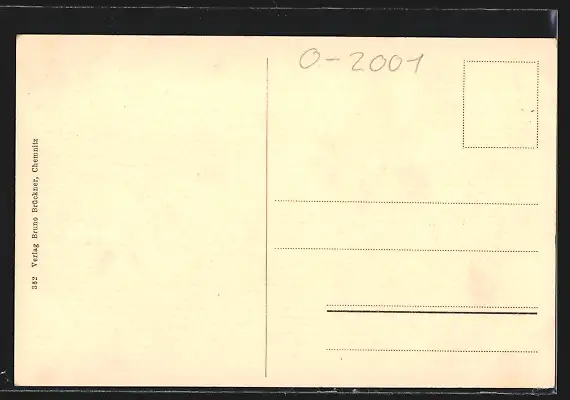 O-2001
352 Verlag Bruno Brückner, Chemnitz